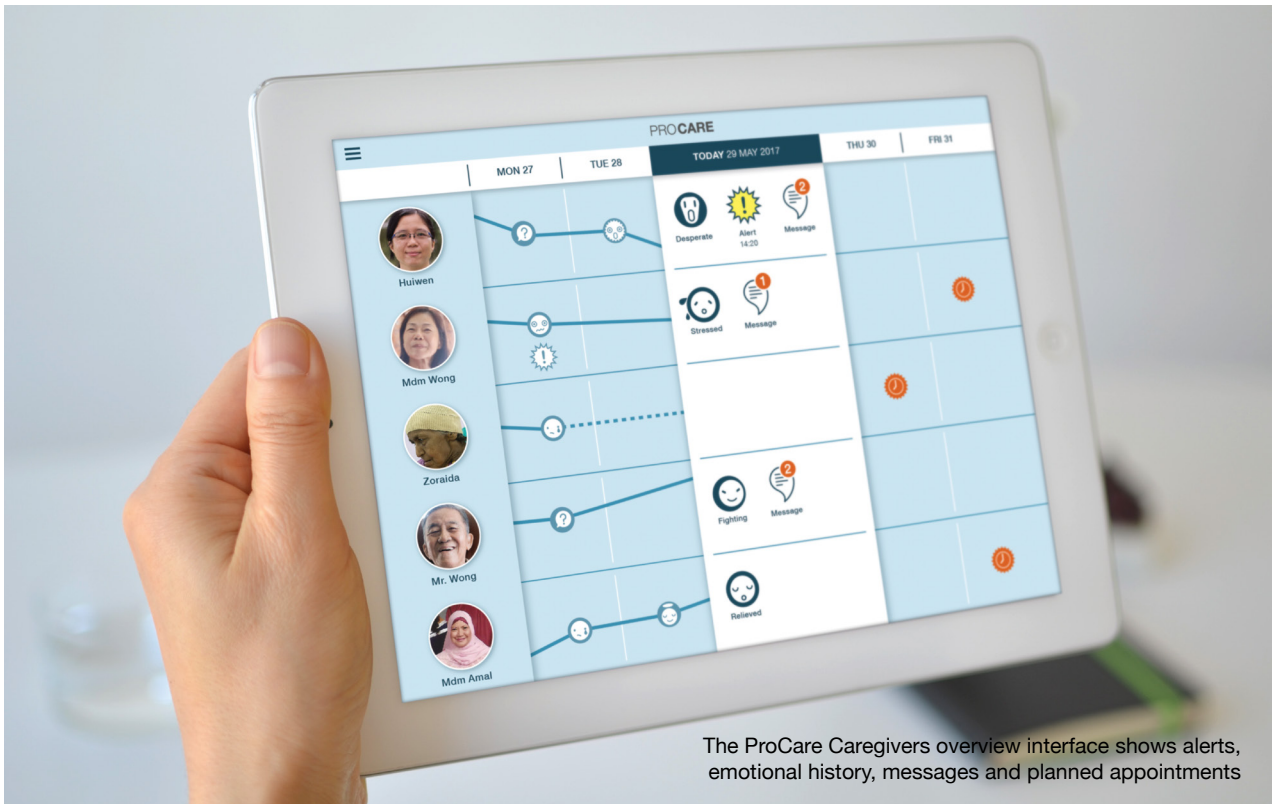 PROCARE
MON 27
TUE 28
TODAY 29 MAY 2017
THU 30
FRI 31
Huiwen
?
Desperate
!
Alert
14:20
2
Message
Mdm Wong
!
Stressed
1
Message
Zoraida
Mr. Wong
?
Fighting
2
Message
Mdm Amal
Relieved
The ProCare Caregivers overview interface shows alerts,
emotional history, messages and planned appointments